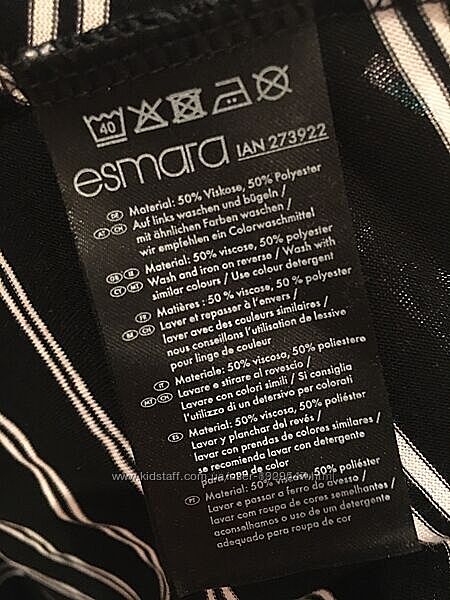 40
esmara IAN 273922
DE Material: 50% Viskose, 50% Polyester
AT CH Auf links waschen und bügeln /
mit ähnlichen Farben waschen /
wir empfehlen ein Colorwaschmittel
GB IE Material: 50% viscose, 50% polyester
CY MT Wash and iron on reverse / Wash with
similar colours / Use colour detergent
FR Matières : 50 % viscose, 50 % polyester
BE CH Laver et repasser à l'envers /
laver avec des couleurs similaires /
nous conseillons l'utilisation de lessive
pour linge de couleur
IT Materiale: 50% viscosa, 50% poliestere
MT CH Lavare e stirare al rovescio /
Lavare con colori simili / Si consiglia
l'utilizzo di un detersivo per colorati
ES Material: 50% viscosa, 50% poliéster
Lavar y planchar del revés /
lavar con prendas de colores similares /
se recomienda lavar con detergente
para ropa de color
PT Material: 50% viscose, 50% poliéster
Lavar e passar a ferro do avesso /
lavar com roupa de cores semelhantes /
aconselhamos o uso de um detergente
adequado para roupa de cor